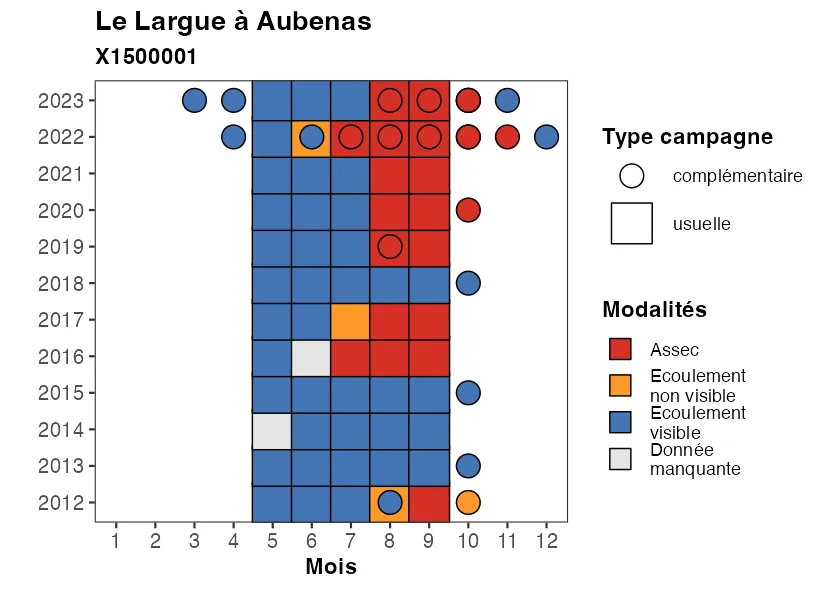 Le Largue à Aubenas
X1500001
2023
2022
2021
2020
2019
2018
2017
2016
2015
2014
2013
2012
1 2 3 4 5 6 7 8 9 10 11 12
Mois
Type campagne
complémentaire
usuelle
Modalités
Assec
Ecoulement
non visible
Ecoulement
visible
Donnée
manquante